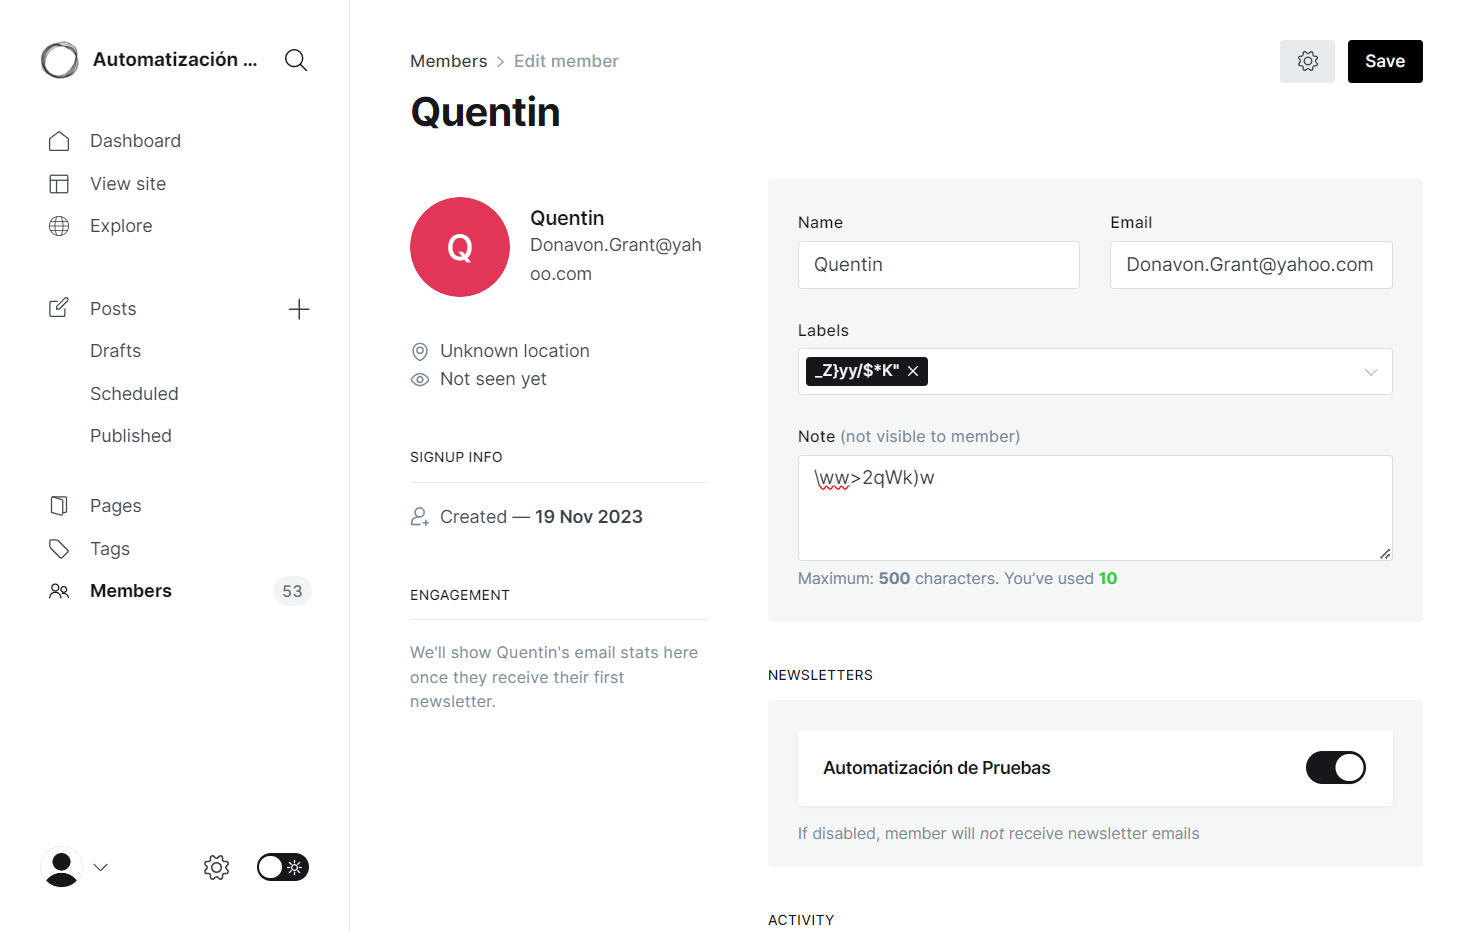 Automatización ...
Dashboard
View site
Explore
Posts
Drafts
Scheduled
Published
Pages
Tags
Members 53
Members > Edit member
Save
Quentin
Q
Quentin
Donavon.Grant@yah
oo.com
Unknown location
Not seen yet
SIGNUP INFO
Created — 19 Nov 2023
ENGAGEMENT
We'll show Quentin's email stats here
once they receive their first
newsletter.
Name
Quentin
Email
Donavon.Grant@yahoo.com
Labels
_Z}yy/$*K" ×
Note (not visible to member)
\ww>2qWk)w
Maximum: 500 characters. You've used 10
NEWSLETTERS
Automatización de Pruebas
If disabled, member will not receive newsletter emails
ACTIVITY